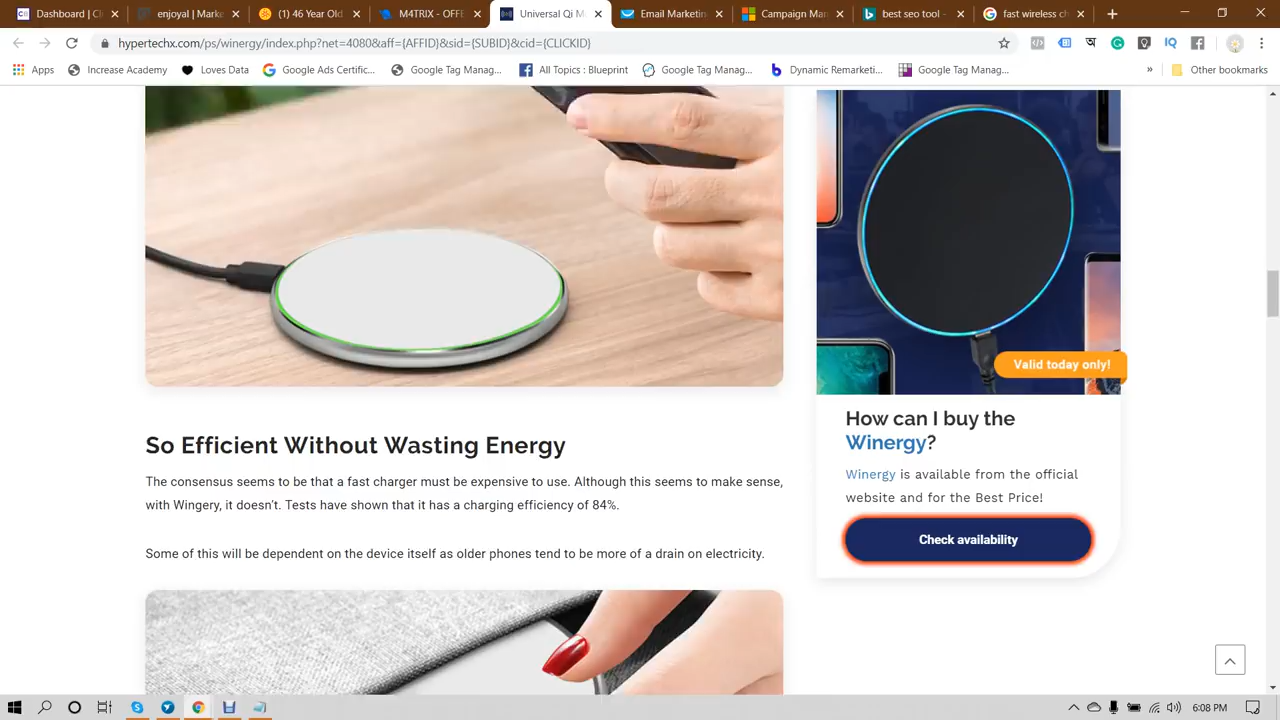 Dashboard | Cl
enjoyal | Market
(1) 46 Year Old
M4TRIX - OFFE
Universal Qi M
Email Marketin
Campaign Man
best seo tool -
fast wireless ch
hypertechx.com/ps/winergy/index.php?net=4080&aff={AFFID}&sid={SUBID}&cid={CLICKID}
Apps
Increase Academy
Loves Data
Google Ads Certific...
Google Tag Manag...
All Topics : Blueprint
Google Tag Manag...
Dynamic Remarketi...
Google Tag Manag...
»
Other bookmarks
Valid today only!
How can I buy the
Winergy?
Winergy is available from the official
website and for the Best Price!
Check availability
So Efficient Without Wasting Energy
The consensus seems to be that a fast charger must be expensive to use. Although this seems to make sense,
with Wingery, it doesn't. Tests have shown that it has a charging efficiency of 84%.
Some of this will be dependent on the device itself as older phones tend to be more of a drain on electricity.
6:08 PM